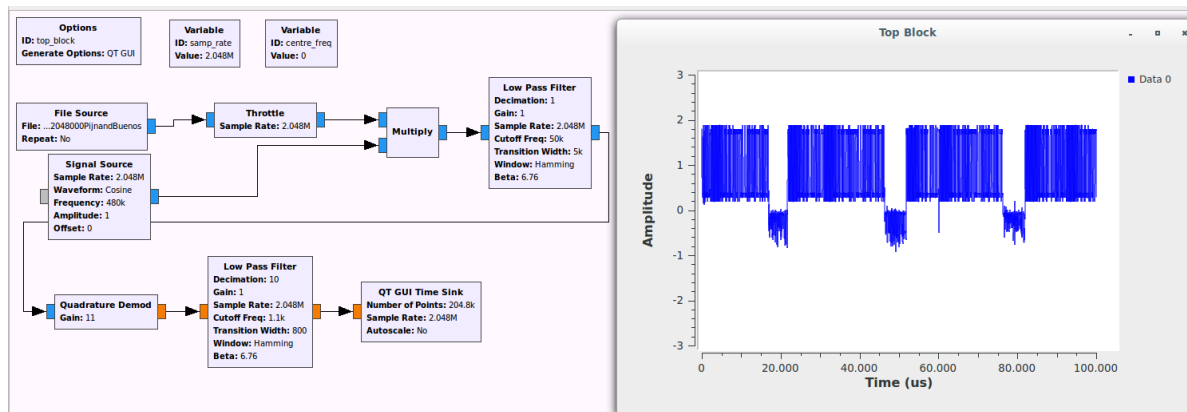 Options
ID: top_block
Generate Options: QT GUI
Variable
ID: samp_rate
Value: 2.048M
Variable
ID: centre_freq
Value: 0
File Source
File: ...2048000PijnandBuenos
Repeat: No
Throttle
Sample Rate: 2.048M
Multiply
Low Pass Filter
Decimation: 1
Gain: 1
Sample Rate: 2.048M
Cutoff Freq: 50k
Transition Width: 5k
Window: Hamming
Beta: 6.76
Signal Source
Sample Rate: 2.048M
Waveform: Cosine
Frequency: 480k
Amplitude: 1
Offset: 0
Quadrature Demod
Gain: 11
Low Pass Filter
Decimation: 10
Gain: 1
Sample Rate: 2.048M
Cutoff Freq: 1.1k
Transition Width: 800
Window: Hamming
Beta: 6.76
QT GUI Time Sink
Number of Points: 204.8k
Sample Rate: 2.048M
Autoscale: No
Top Block
Data 0
Amplitude
3
2
1
0
-1
-2
-3
0
20.000
40.000
60.000
80.000
100.000
Time (us)